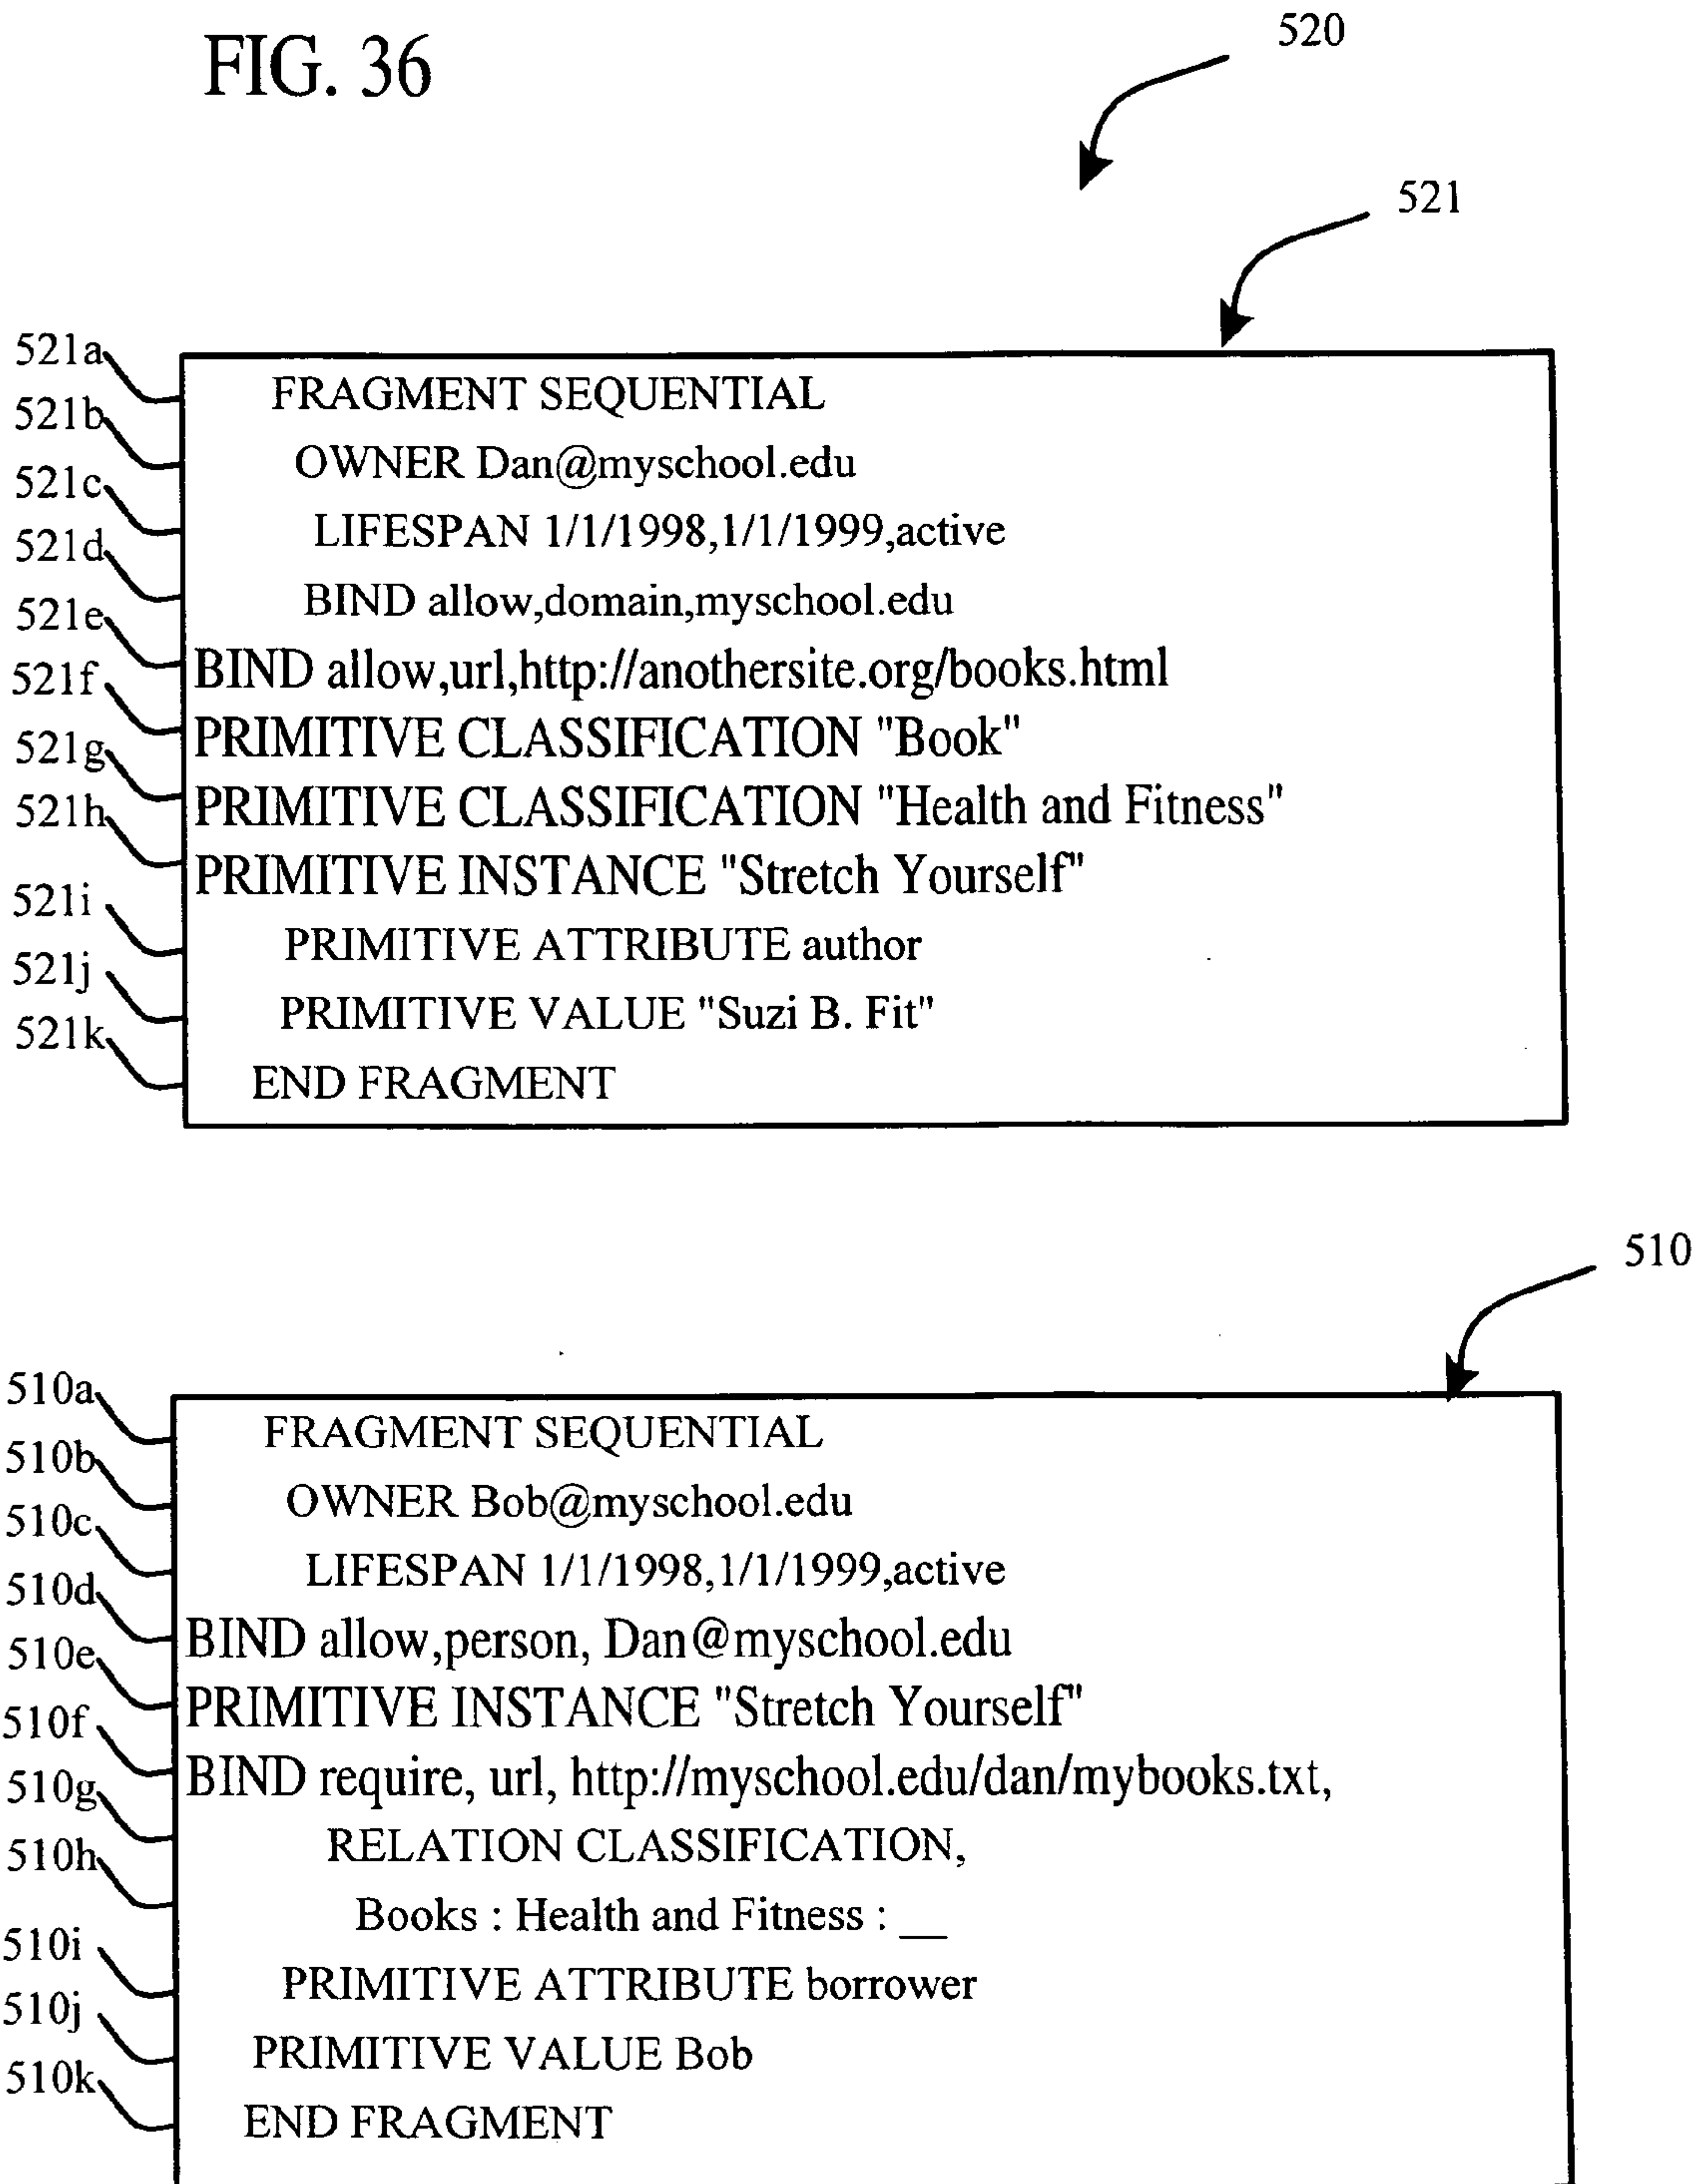 FIG. 36
520
521
521a
FRAGMENT SEQUENTIAL
521b
OWNER Dan@myschool.edu
521c
LIFESPAN 1/1/1998,1/1/1999,active
521d
BIND allow,domain,myschool.edu
521e
BIND allow,url,http://anothersite.org/books.html
521f
PRIMITIVE CLASSIFICATION "Book"
521g
PRIMITIVE CLASSIFICATION "Health and Fitness"
521h
PRIMITIVE INSTANCE "Stretch Yourself"
521i
PRIMITIVE ATTRIBUTE author
521j
PRIMITIVE VALUE "Suzi B. Fit"
521k
END FRAGMENT
510
510a
FRAGMENT SEQUENTIAL
510b
OWNER Bob@myschool.edu
510c
LIFESPAN 1/1/1998,1/1/1999,active
510d
BIND allow,person, Dan@myschool.edu
510e
PRIMITIVE INSTANCE "Stretch Yourself"
510f
BIND require, url, http://myschool.edu/dan/mybooks.txt,
510g
RELATION CLASSIFICATION,
510h
Books : Health and Fitness : __
510i
PRIMITIVE ATTRIBUTE borrower
510j
PRIMITIVE VALUE Bob
510k
END FRAGMENT